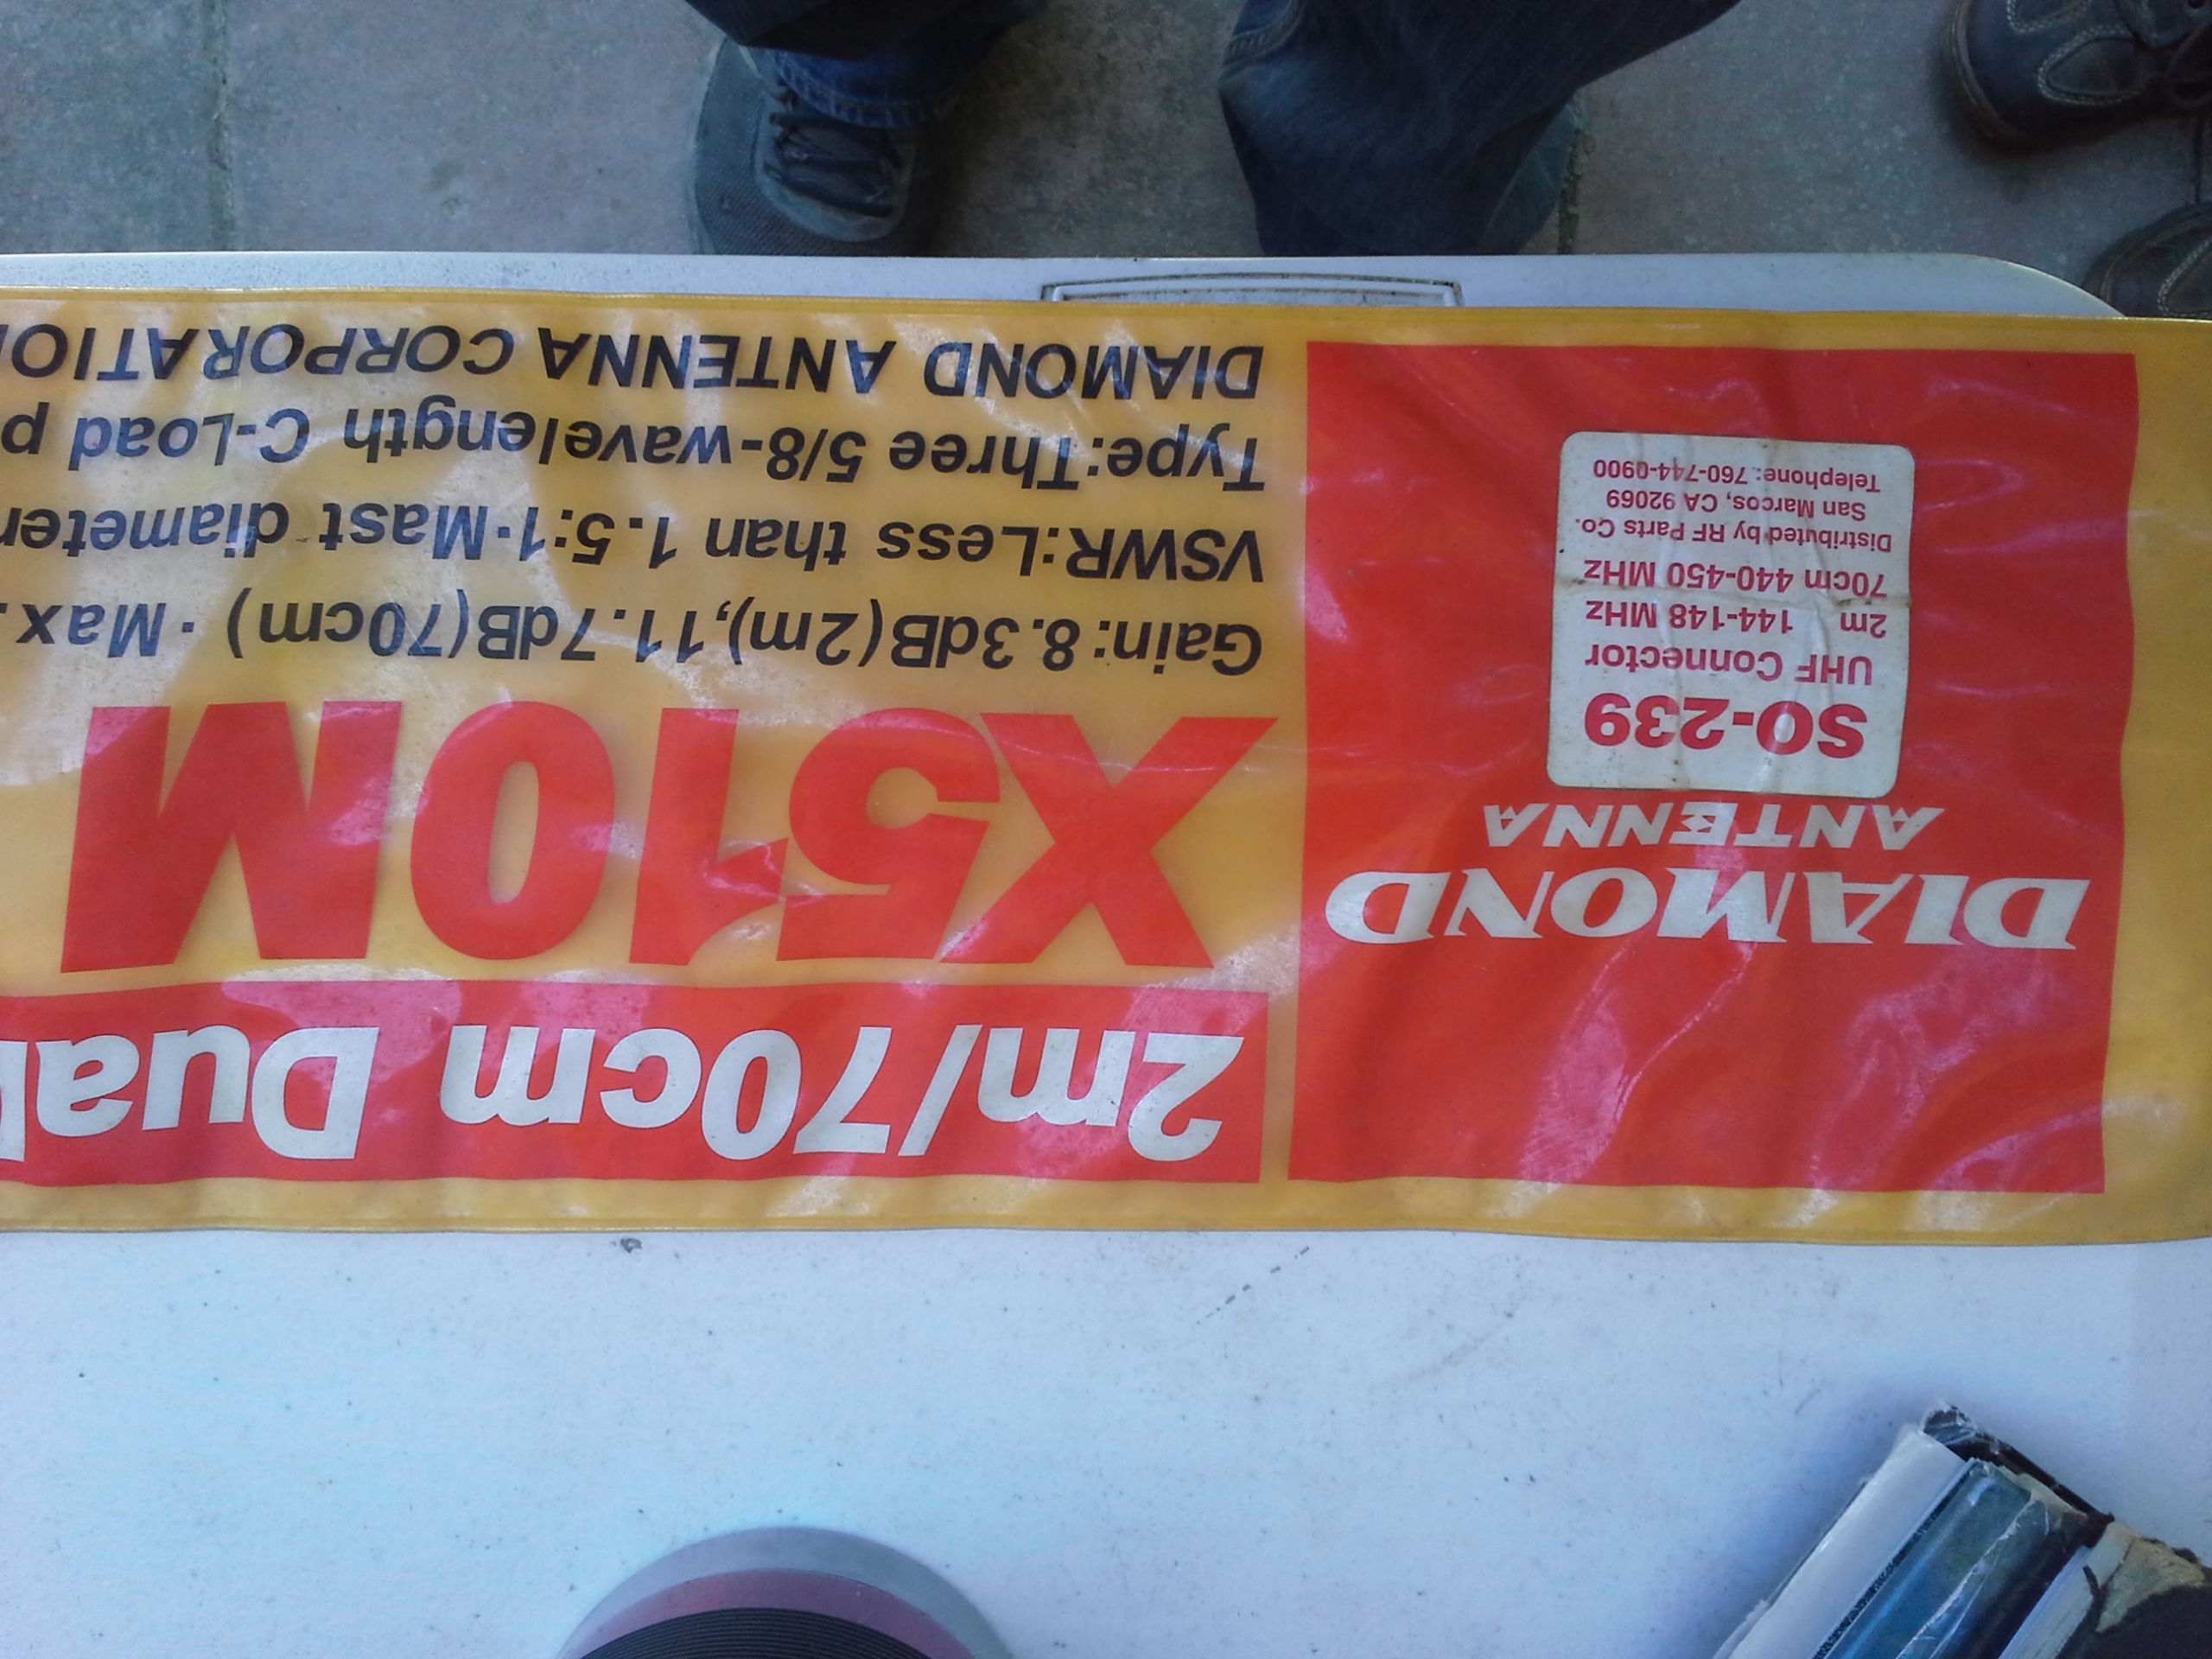 DIAMOND
ANTENNA
SO-239
UHF Connector
2m 144-148 MHz
70cm 440-450 MHz
Distributed by RF Parts Co.
San Marcos, CA 92069
Telephone: 760-744-0900
2m/70cm Dual
X510M
Gain:8.3dB(2m),11.7dB(70cm) · Max.
VSWR:Less than 1.5:1·Mast diameter
Type:Three 5/8-wavelength C-Load p
DIAMOND ANTENNA CORPORATIO